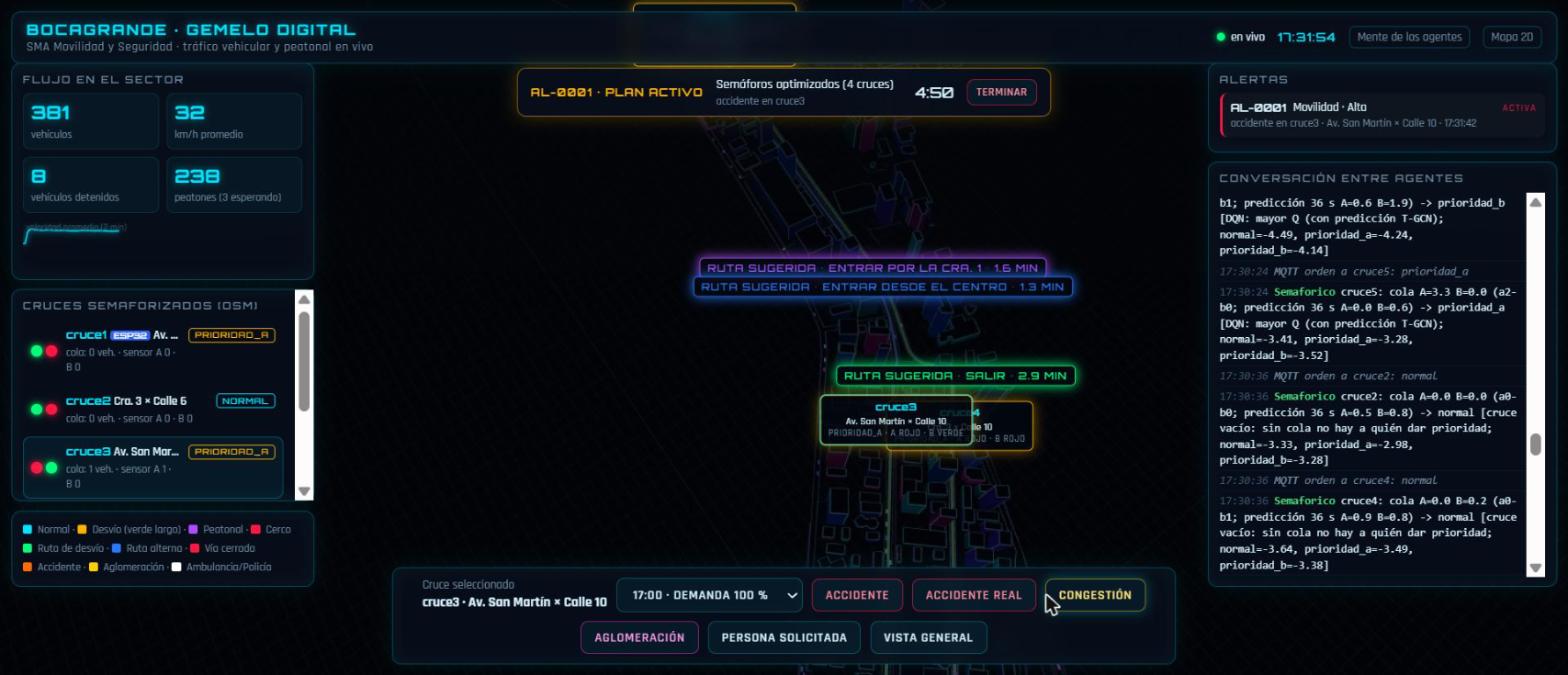 BOCAGRANDE · GEMELO DIGITAL
SMA Movilidad y Seguridad · tráfico vehicular y peatonal en vivo
en vivo 17:31:54 Mente de los agentes Mapa 2D
FLUJO EN EL SECTOR
381
vehículos
32
km/h promedio
8
vehículos detenidos
238
peatones (3 esperando)
velocidad promedio (2 min)
CRUCES SEMAFORIZADOS (OSM)
cruce1 ESP32 Av. ... PRIORIDAD_A
cola: 0 veh. · sensor A 0 ·
B 0
cruce2 Cra. 3 × Calle 6 NORMAL
cola: 0 veh. · sensor A 0 · B 0
cruce3 Av. San Mar... PRIORIDAD_A
cola: 1 veh. · sensor A 1 ·
B 0
Normal · Desvío (verde largo) · Peatonal · Cerco
Ruta de desvío · Ruta alterna · Vía cerrada
Accidente · Aglomeración · Ambulancia/Policía
AL-0001 · PLAN ACTIVO
Semáforos optimizados (4 cruces)
accidente en cruce3
4:50
TERMINAR
RUTA SUGERIDA · ENTRAR POR LA CRA. 1 · 1.6 MIN
RUTA SUGERIDA · ENTRAR DESDE EL CENTRO · 1.3 MIN
RUTA SUGERIDA · SALIR · 2.9 MIN
cruce3
Av. San Martín × Calle 10
PRIORIDAD_A · A ROJO · B VERDE
4
lle 10
JO · B ROJO
Cruce seleccionado
cruce3 · Av. San Martín × Calle 10
17:00 · DEMANDA 100 %
ACCIDENTE
ACCIDENTE REAL
CONGESTIÓN
AGLOMERACIÓN
PERSONA SOLICITADA
VISTA GENERAL
ALERTAS
AL-0001 Movilidad · Alta ACTIVA
accidente en cruce3 · Av. San Martín × Calle 10 · 17:31:42
CONVERSACIÓN ENTRE AGENTES
b1; predicción 36 s A=0.6 B=1.9) -> prioridad_b
[DQN: mayor Q (con predicción T-GCN);
normal=-4.49, prioridad_a=-4.24,
prioridad_b=-4.14]
17:30:24 MQTT orden a cruce5: prioridad_a
17:30:24 Semaforico cruce5: cola A=3.3 B=0.0 (a2-
b0; predicción 36 s A=0.0 B=0.6) -> prioridad_a
[DQN: mayor Q (con predicción T-GCN);
normal=-3.41, prioridad_a=-3.28,
prioridad_b=-3.52]
17:30:36 MQTT orden a cruce2: normal
17:30:36 Semaforico cruce2: cola A=0.0 B=0.0 (a0-
b0; predicción 36 s A=0.5 B=0.8) -> normal [cruce
vacío: sin cola no hay a quién dar prioridad;
normal=-3.33, prioridad_a=-2.98,
prioridad_b=-3.28]
17:30:36 MQTT orden a cruce4: normal
17:30:36 Semaforico cruce4: cola A=0.0 B=0.2 (a0-
b1; predicción 36 s A=0.9 B=0.8) -> normal [cruce
vacío: sin cola no hay a quién dar prioridad;
normal=-3.64, prioridad_a=-3.49,
prioridad_b=-3.38]